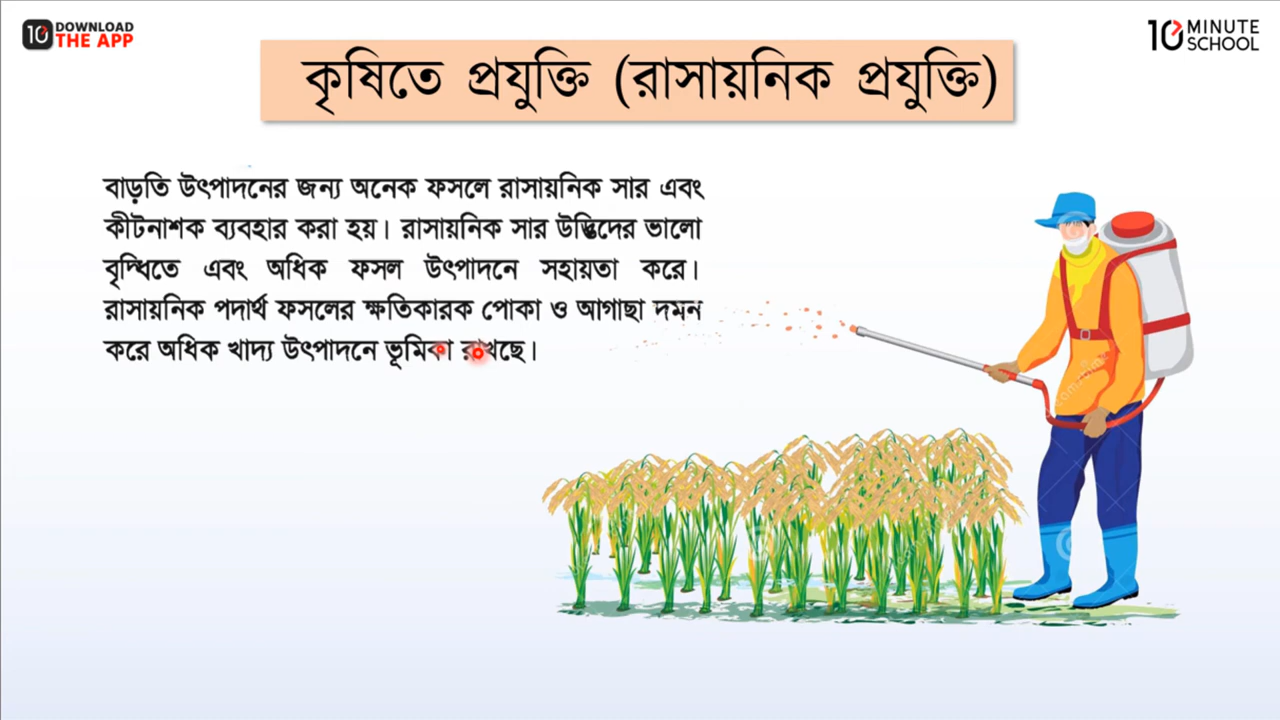 10 DOWNLOAD THE APP
10 MINUTE SCHOOL
কৃষিতে প্রযুক্তি (রাসায়নিক প্রযুক্তি)
বাড়তি উৎপাদনের জন্য অনেক ফসলে রাসায়নিক সার এবং
কীটনাশক ব্যবহার করা হয়। রাসায়নিক সার উদ্ভিদের ভালো
বৃদ্ধিতে এবং অধিক ফসল উৎপাদনে সহায়তা করে।
রাসায়নিক পদার্থ ফসলের ক্ষতিকারক পোকা ও আগাছা দমন
করে অধিক খাদ্য উৎপাদনে ভূমিকা রাখছে।